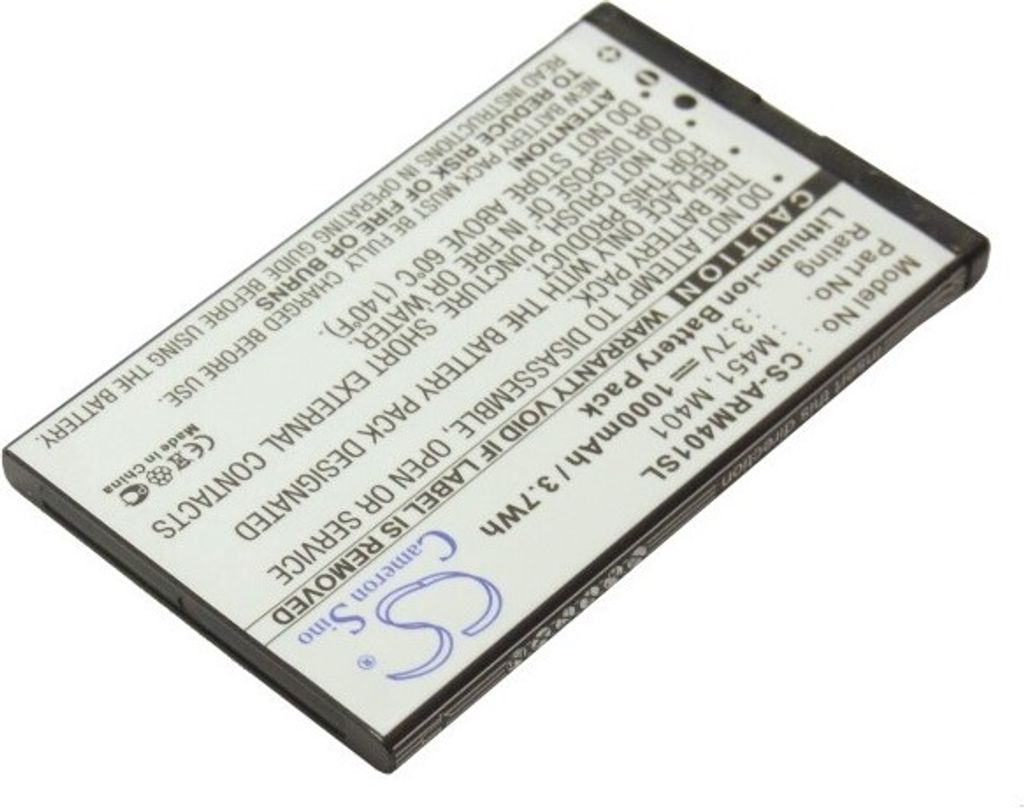 Model No. : CS-ARM401SL
Part No. : M451, M401
Rating : 3.7V 1000mAh / 3.7Wh
Lithium-ion Battery Pack
CS
Cameron Sino ®
CAUTION WARRANTY VOID IF LABEL IS REMOVED
DO NOT ATTEMPT TO DISASSEMBLE, OPEN OR SERVICE
THE BATTERY PACK.
REPLACE ONLY WITH THE BATTERY PACK DESIGNATED
FOR THIS PRODUCT.
DO NOT CRUSH, PUNCTURE, SHORT EXTERNAL CONTACTS
OR DISPOSE OF IN FIRE OR WATER.
DO NOT STORE ABOVE 60°C (140°F).
ATTENTION!
NEW BATTERY PACK MUST BE FULLY CHARGED BEFORE USE.
TO REDUCE RISK OF FIRE OR BURNS
READ INSTRUCTIONS IN OPERATING GUIDE BEFORE USING THE BATTERY.
CE
Made in
China
Insert this direction